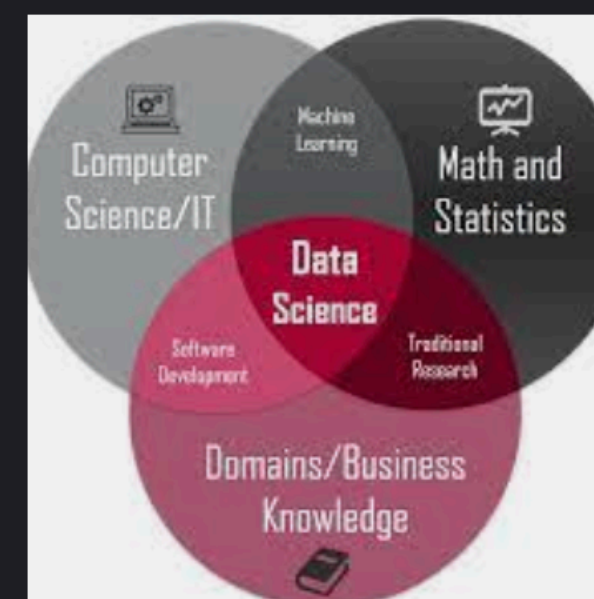 Machine
Learning
Computer
Science/IT
Math and
Statistics
Data
Science
Software
Development
Traditional
Research
Domains/Business
Knowledge